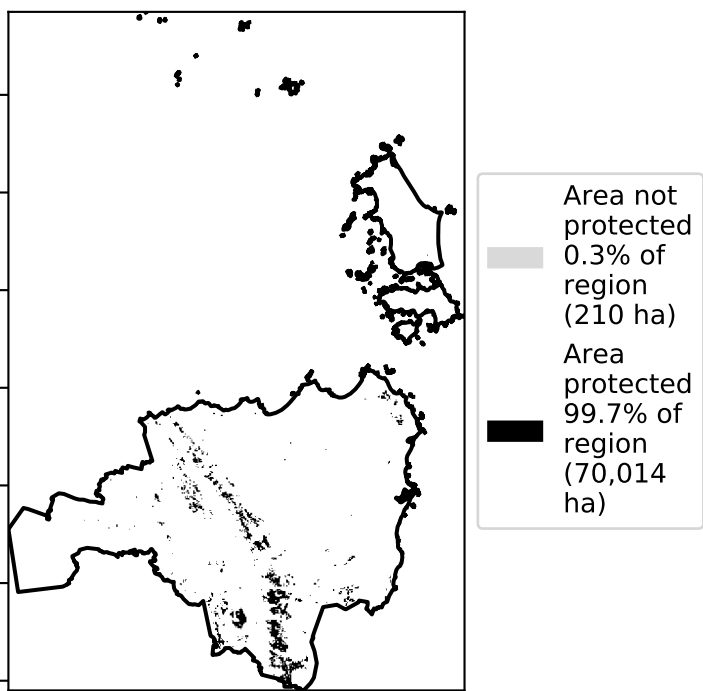 Area not
protected
0.3% of
region
(210 ha)
Area
protected
99.7% of
region
(70,014
ha)